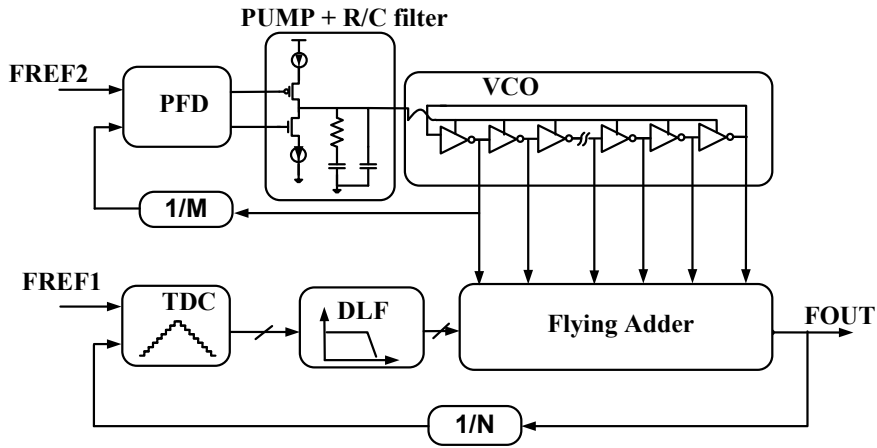 PUMP + R/C filter
FREF2
PFD
VCO
1/M
FREF1
TDC
DLF
Flying Adder
FOUT
1/N